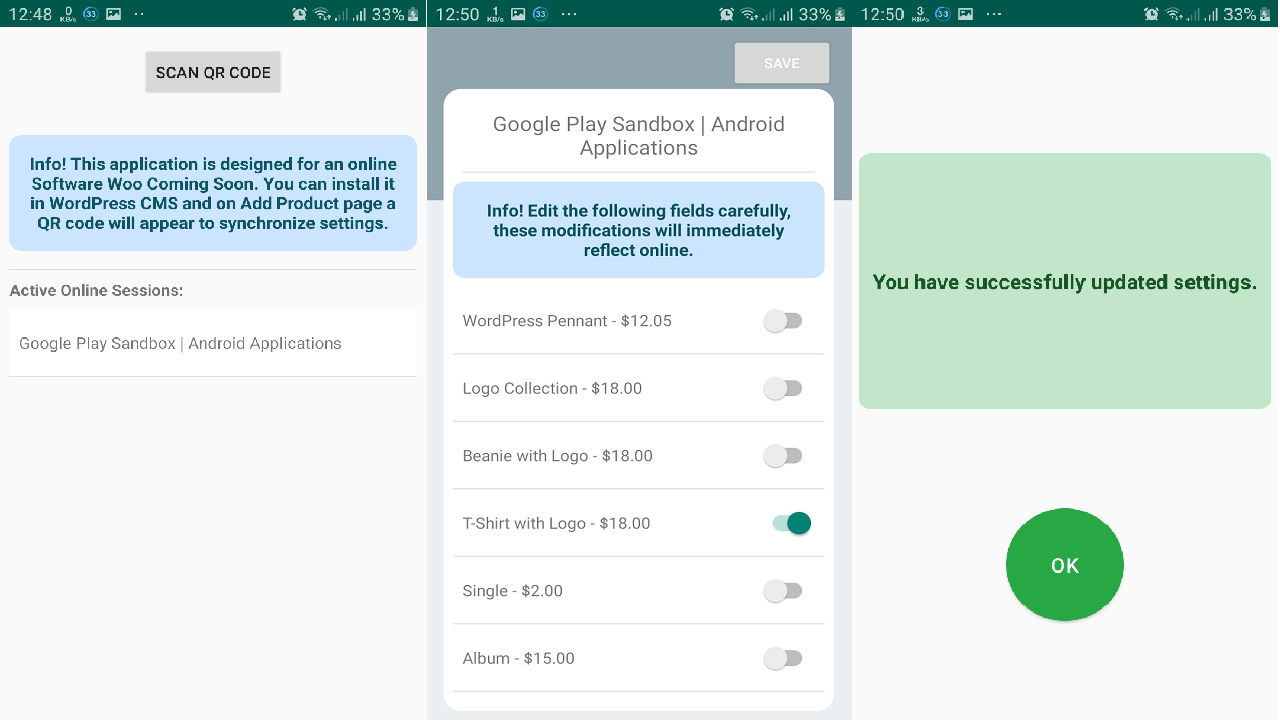 12:48 0 KB/s 33 33%
SCAN QR CODE
Info! This application is designed for an online
Software Woo Coming Soon. You can install it
in WordPress CMS and on Add Product page a
QR code will appear to synchronize settings.
Active Online Sessions:
Google Play Sandbox | Android Applications
12:50 1 KB/s 33 33%
SAVE
Google Play Sandbox | Android
Applications
Info! Edit the following fields carefully,
these modifications will immediately
reflect online.
WordPress Pennant - $12.05
Logo Collection - $18.00
Beanie with Logo - $18.00
T-Shirt with Logo - $18.00
Single - $2.00
Album - $15.00
12:50 3 KB/s 33 33%
You have successfully updated settings.
OK